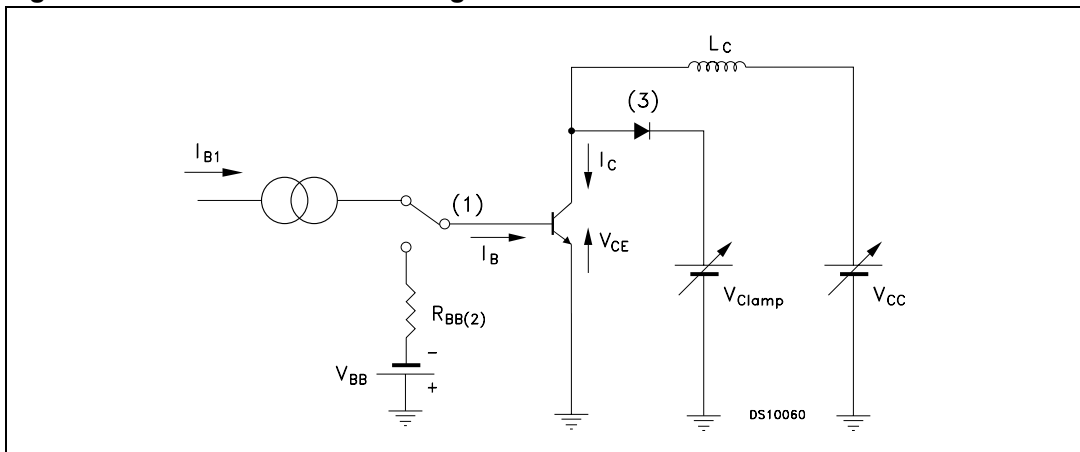 L_C
(3)
I_B1
I_C
(1)
I_B
V_CE
V_Clamp
V_CC
R_BB(2)
V_BB
−
+
DS10060